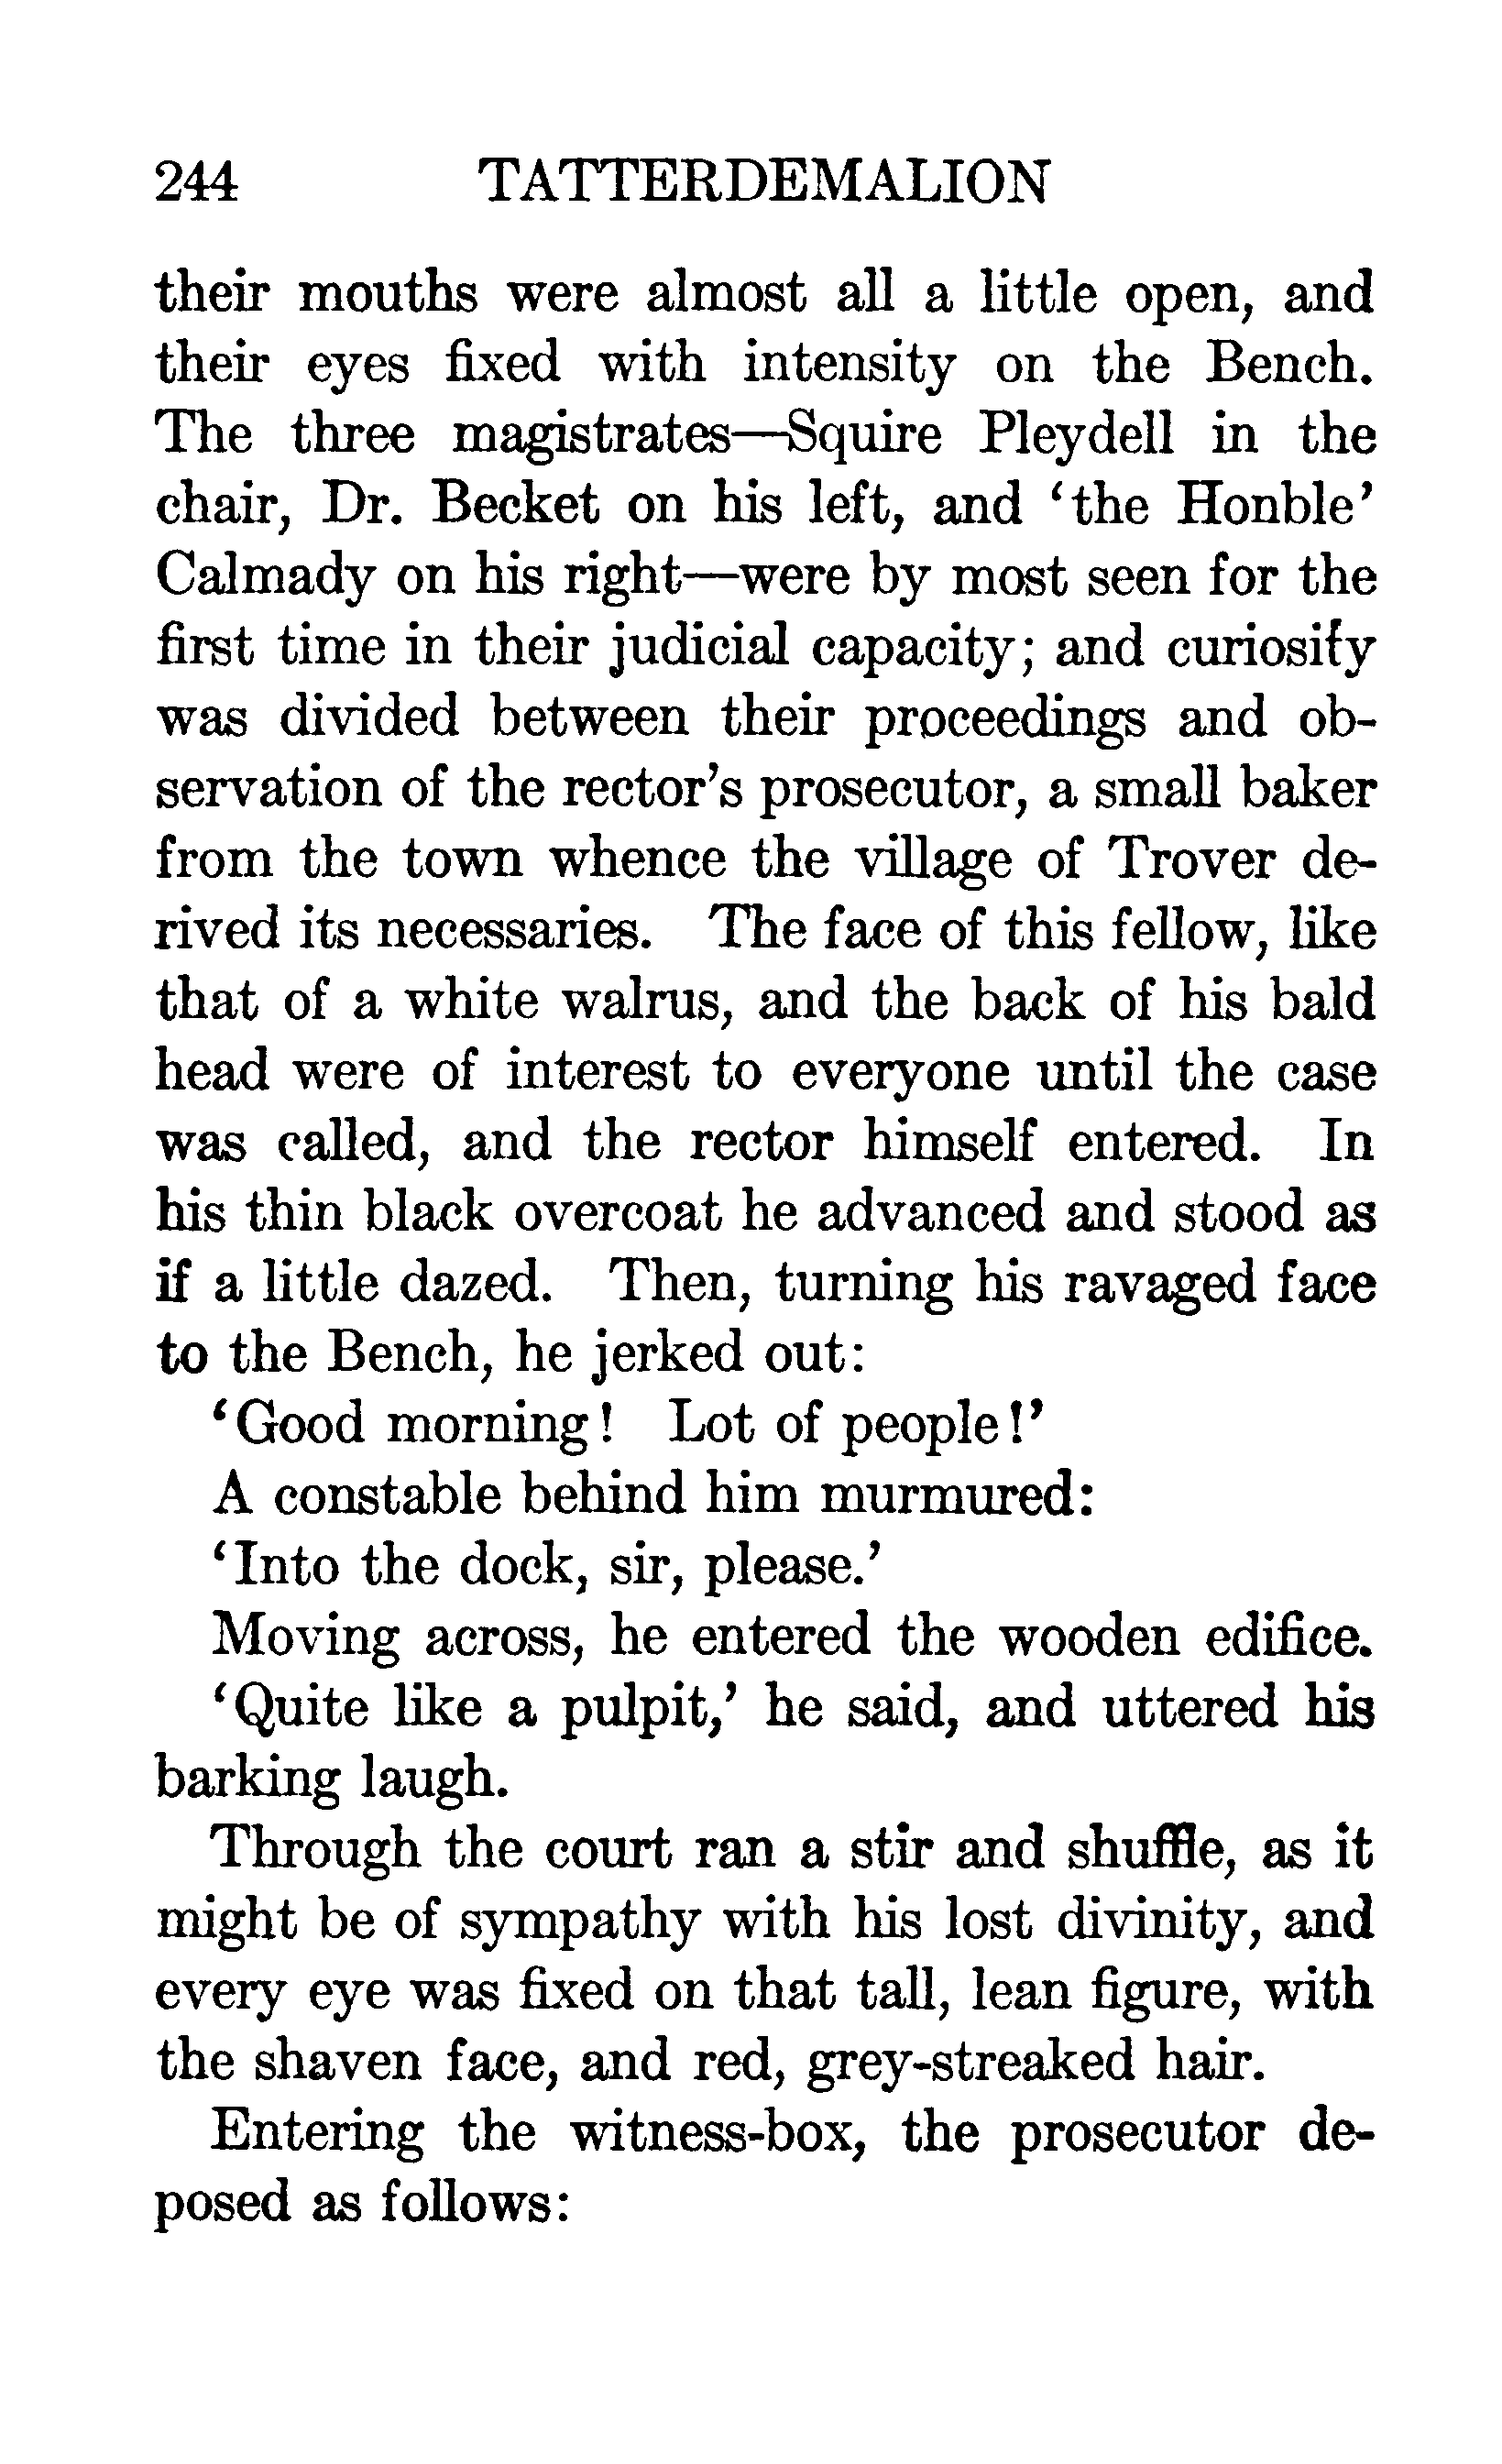 244 TATTERDEMALION
their mouths were almost all a little open, and
their eyes fixed with intensity on the Bench.
The three magistrates—Squire Pleydell in the
chair, Dr. Becket on his left, and ‘the Honble’
Calmady on his right—were by most seen for the
first time in their judicial capacity; and curiosity
was divided between their proceedings and ob-
servation of the rector’s prosecutor, a small baker
from the town whence the village of Trover de-
rived its necessaries. The face of this fellow, like
that of a white walrus, and the back of his bald
head were of interest to everyone until the case
was called, and the rector himself entered. In
his thin black overcoat he advanced and stood as
if a little dazed. Then, turning his ravaged face
to the Bench, he jerked out:
‘Good morning! Lot of people!’
A constable behind him murmured:
‘Into the dock, sir, please.’
Moving across, he entered the wooden edifice.
‘Quite like a pulpit,’ he said, and uttered his
barking laugh.
Through the court ran a stir and shuffle, as it
might be of sympathy with his lost divinity, and
every eye was fixed on that tall, lean figure, with
the shaven face, and red, grey-streaked hair.
Entering the witness-box, the prosecutor de-
posed as follows: